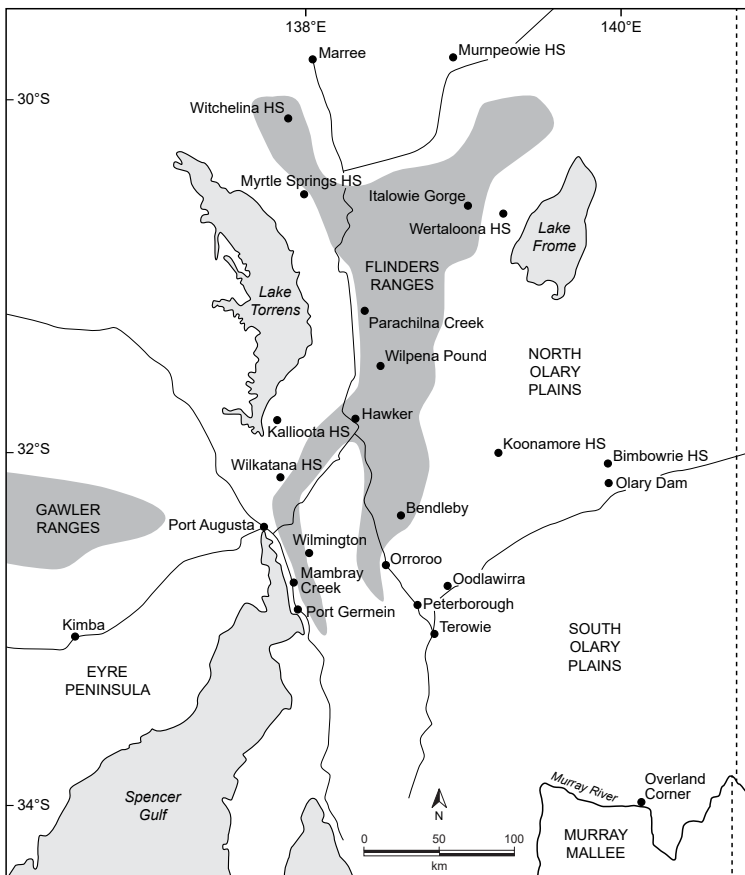 138°E
140°E
Marree
Murnpeowie HS
30°S
Witchelina HS
Myrtle Springs HS
Italowie Gorge
Wertaloona HS
Lake
Frome
FLINDERS
RANGES
Lake
Torrens
Parachilna Creek
Wilpena Pound
NORTH
OLARY
PLAINS
Hawker
Kallioota HS
32°S
Koonamore HS
Bimbowrie HS
Wilkatana HS
Olary Dam
GAWLER
RANGES
Port Augusta
Bendleby
Wilmington
Orroroo
Mambray
Creek
Oodlawirra
Peterborough
Port Germein
Kimba
Terowie
SOUTH
OLARY
PLAINS
EYRE
PENINSULA
Spencer
Gulf
34°S
Murray River
Overland
Corner
N
MURRAY
MALLEE
0 50 100
km